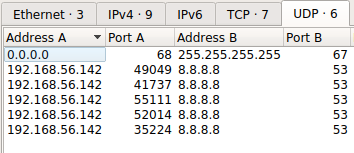 Ethernet · 3 IPv4 · 9 IPv6 TCP · 7 UDP · 6
Address A Port A Address B Port B
0.0.0.0 68 255.255.255.255 67
192.168.56.142 49049 8.8.8.8 53
192.168.56.142 41737 8.8.8.8 53
192.168.56.142 55111 8.8.8.8 53
192.168.56.142 52014 8.8.8.8 53
192.168.56.142 35224 8.8.8.8 53